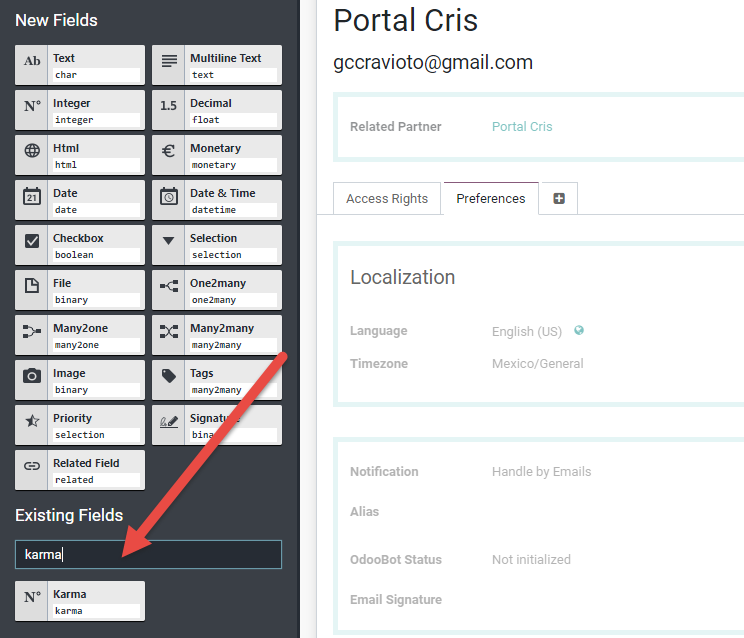 New Fields
Ab Text
char
Multiline Text
text
N° Integer
integer
1.5 Decimal
float
Html
html
€ Monetary
monetary
21 Date
date
Date & Time
datetime
Checkbox
boolean
Selection
selection
File
binary
One2many
one2many
Many2one
many2one
Many2many
many2many
Image
binary
Tags
many2many
Priority
selection
Signature
Related Field
related
Existing Fields
karma
N° Karma
karma
Portal Cris
gccravioto@gmail.com
Related Partner Portal Cris
Access Rights Preferences
Localization
Language English (US)
Timezone Mexico/General
Notification Handle by Emails
Alias
OdooBot Status Not initialized
Email Signature